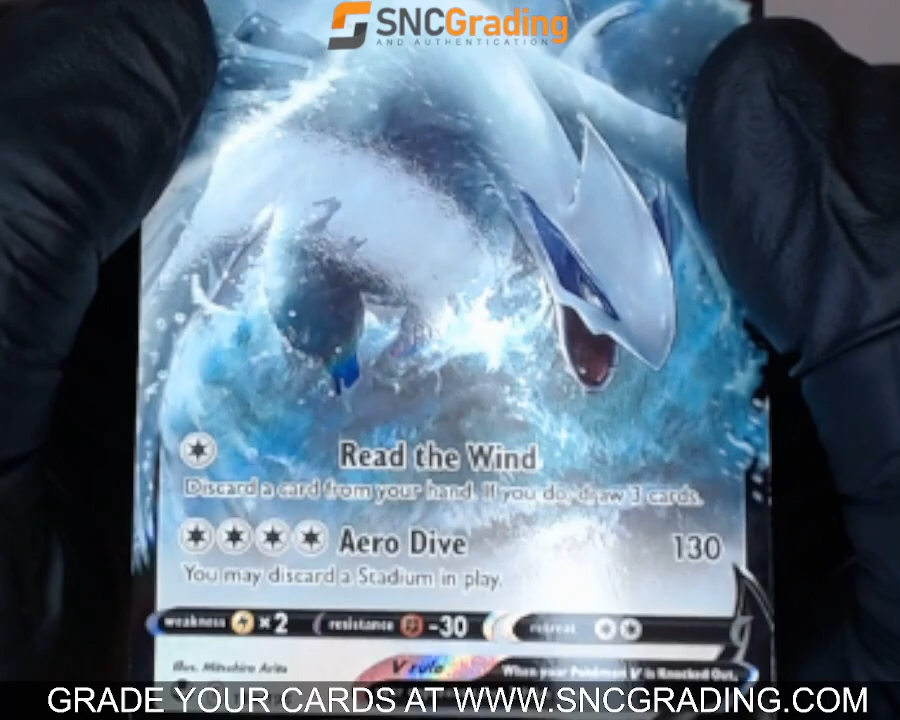 SNCGrading
AND AUTHENTICATION
Read the Wind
Discard a card from your hand. If you do, draw 3 cards.
Aero Dive 130
You may discard a Stadium in play.
weakness ×2 resistance -30 retreat
Illus. Mitsuhiro Arita
V rule When your Pokémon V is Knocked Out,
GRADE YOUR CARDS AT WWW.SNCGRADING.COM